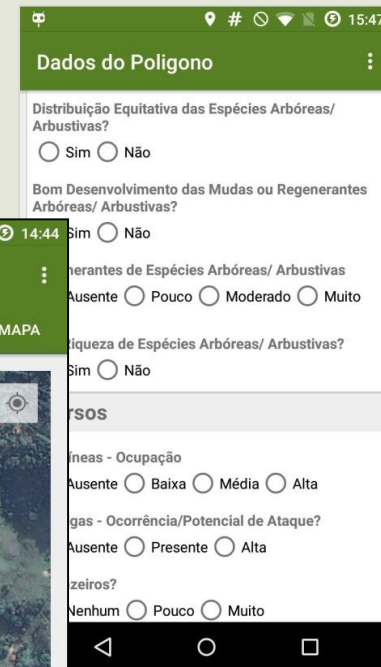 # 15:47
Dados do Poligono
Distribuição Equitativa das Espécies Arbóreas/
Arbustivas?
Sim Não
Bom Desenvolvimento das Mudas ou Regenerantes
Arbóreas/ Arbustivas?
Sim Não
nerantes de Espécies Arbóreas/ Arbustivas
Ausente Pouco Moderado Muito
iqueza de Espécies Arbóreas/ Arbustivas?
Sim Não
rsos
íneas - Ocupação
Ausente Baixa Média Alta
gas - Ocorrência/Potencial de Ataque?
Ausente Presente Alta
zeiros?
Nenhum Pouco Muito
14:44
MAPA